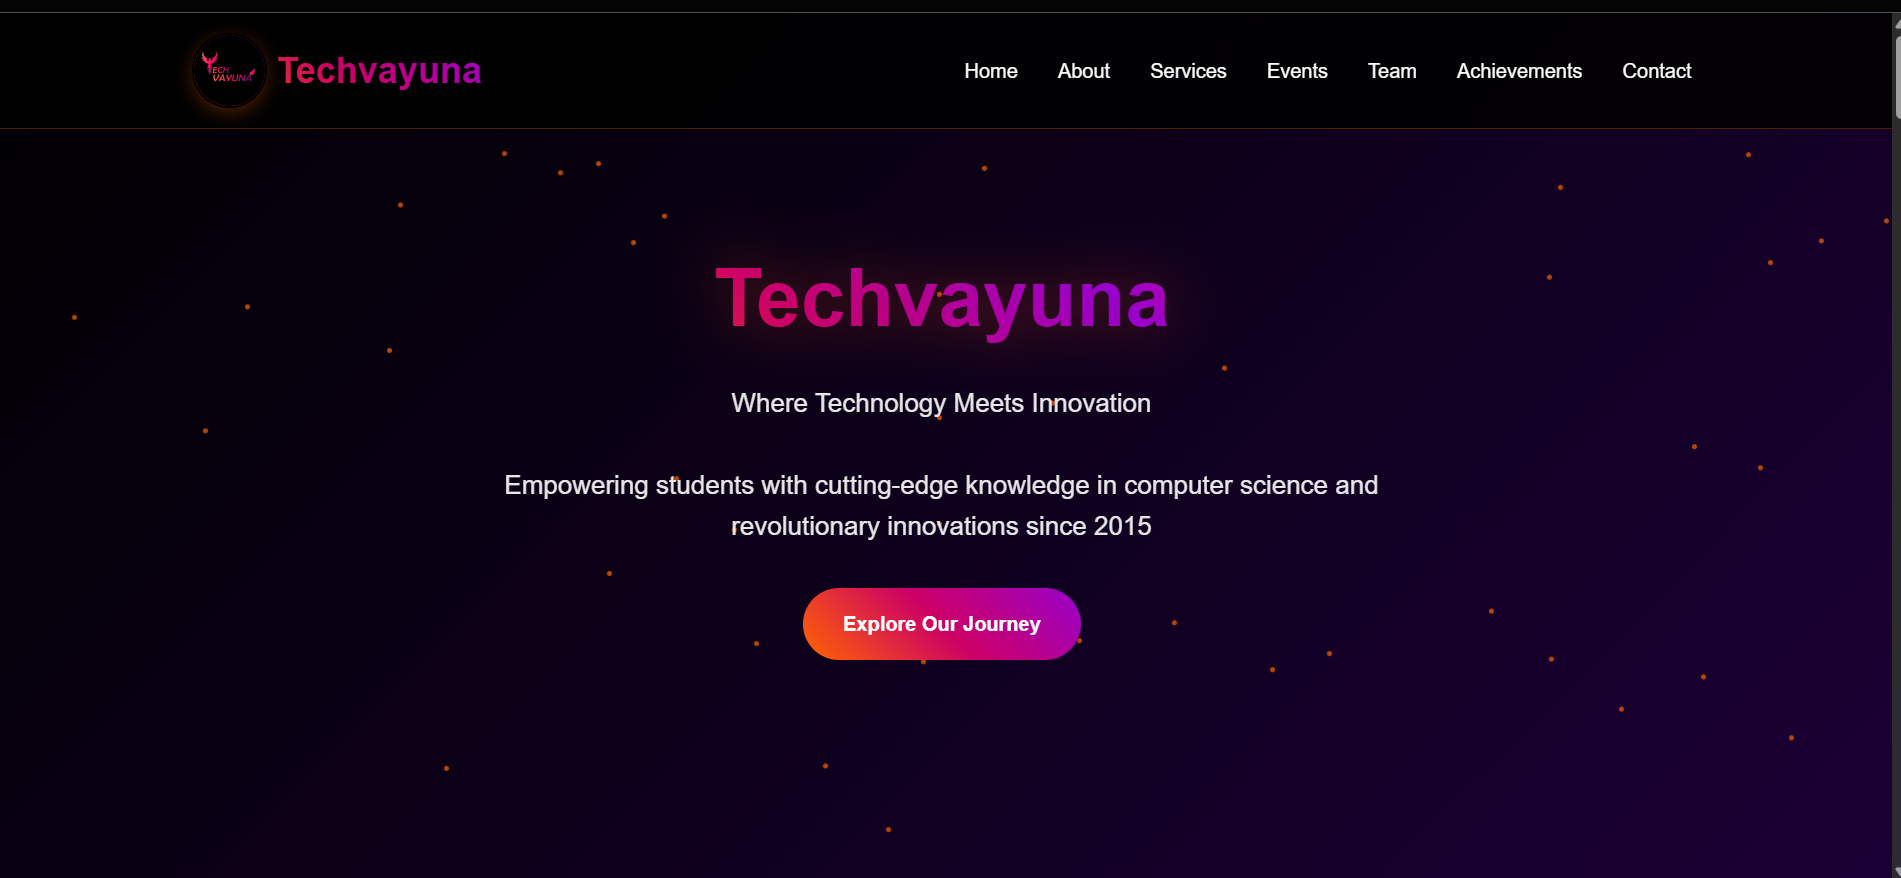 TECH
VAYUNA
Techvayuna
Home About Services Events Team Achievements Contact
Techvayuna
Where Technology Meets Innovation
Empowering students with cutting-edge knowledge in computer science and
revolutionary innovations since 2015
Explore Our Journey